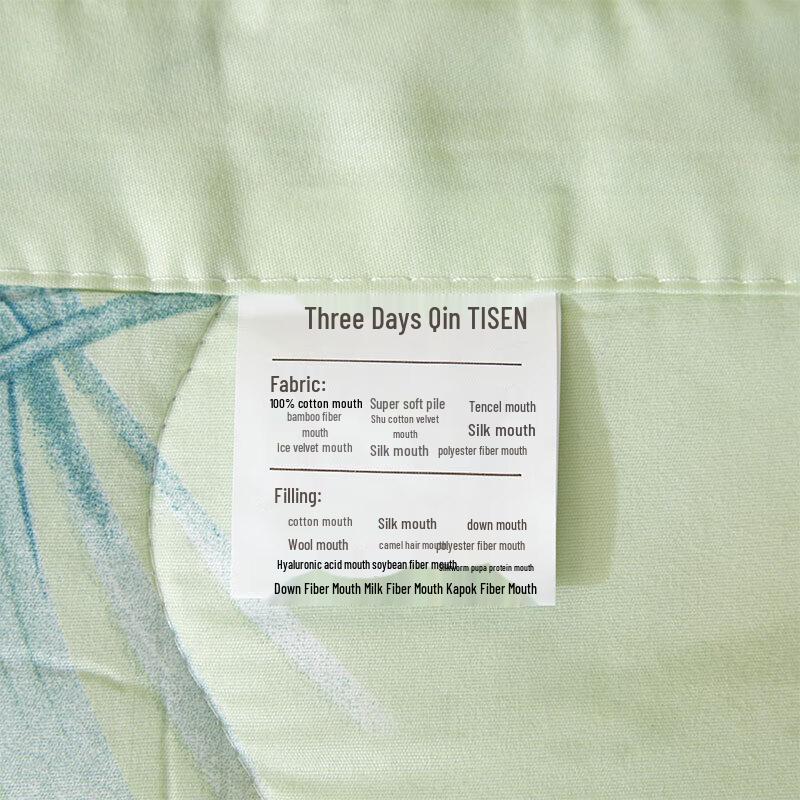 Three Days Qin TISEN
Fabric:
100% cotton mouth Super soft pile Tencel mouth
bamboo fiber mouth Shu cotton velvet mouth Silk mouth
Ice velvet mouth Silk mouth polyester fiber mouth
Filling:
cotton mouth Silk mouth down mouth
Wool mouth camel hair mouth polyester fiber mouth
Hyaluronic acid mouth soybean fiber mouth Silkworm pupa protein mouth
Down Fiber Mouth Milk Fiber Mouth Kapok Fiber Mouth